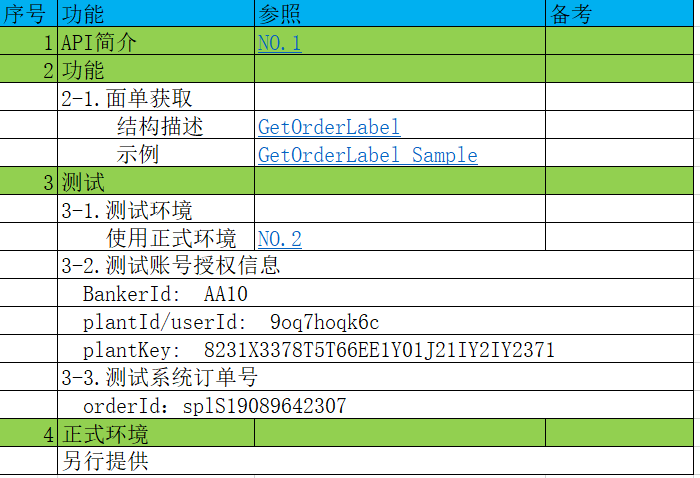 序号 功能 参照 备考
1 API简介 NO.1
2 功能
2-1.面单获取
结构描述 GetOrderLabel
示例 GetOrderLabel Sample
3 测试
3-1.测试环境
使用正式环境 NO.2
3-2.测试账号授权信息
BankerId: AA10
plantId/userId: 9oq7hoqk6c
plantKey: 8231X3378T5T66EE1Y01J21IY2IY2371
3-3.测试系统订单号
orderId: splS19089642307
4 正式环境
另行提供